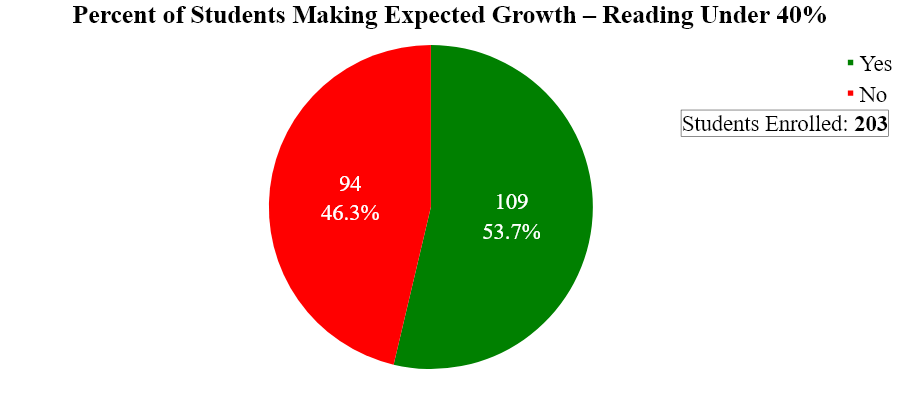 Percent of Students Making Expected Growth – Reading Under 40%
Yes
No
Students Enrolled: 203
94
46.3%
109
53.7%